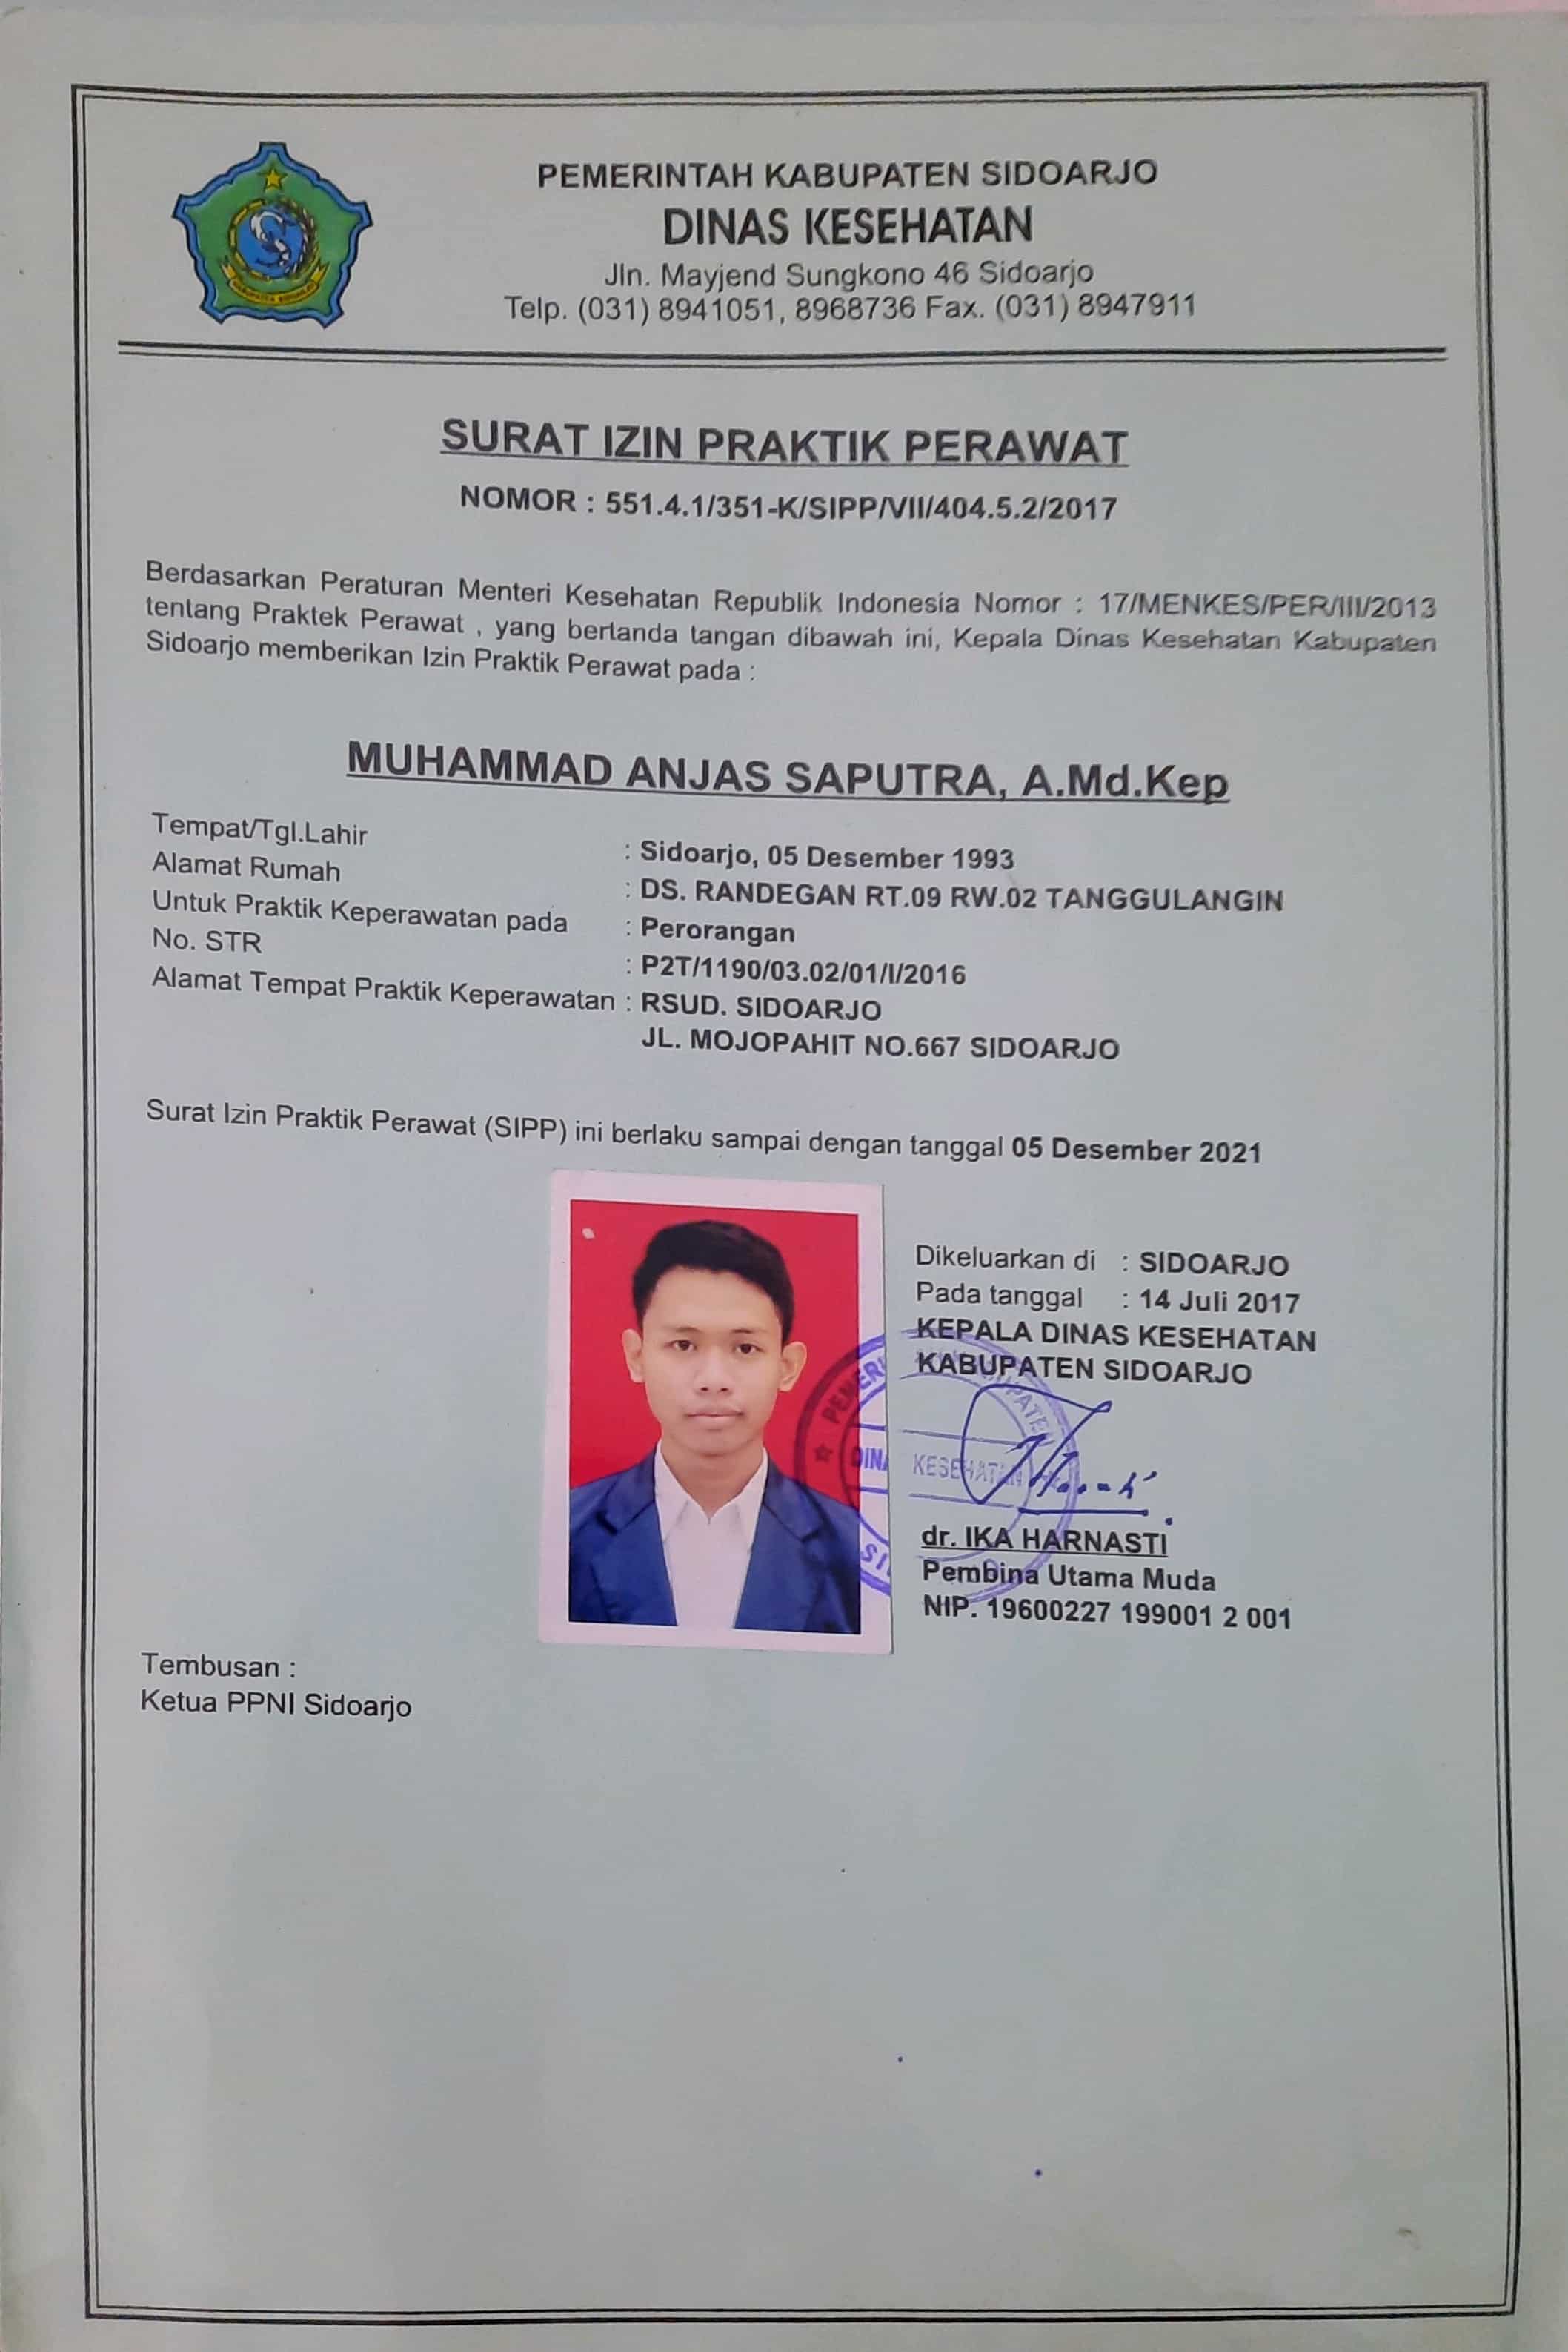 PEMERINTAH KABUPATEN SIDOARJO
DINAS KESEHATAN
Jln. Mayjend Sungkono 46 Sidoarjo
Telp. (031) 8941051, 8968736 Fax. (031) 8947911
KABUPATEN SIDOARJO
SURAT IZIN PRAKTIK PERAWAT
NOMOR : 551.4.1/351-K/SIPP/VII/404.5.2/2017
Berdasarkan Peraturan Menteri Kesehatan Republik Indonesia Nomor : 17/MENKES/PER/III/2013
tentang Praktek Perawat , yang bertanda tangan dibawah ini, Kepala Dinas Kesehatan Kabupaten
Sidoarjo memberikan Izin Praktik Perawat pada :
MUHAMMAD ANJAS SAPUTRA, A.Md.Kep
Tempat/Tgl.Lahir : Sidoarjo, 05 Desember 1993
Alamat Rumah : DS. RANDEGAN RT.09 RW.02 TANGGULANGIN
Untuk Praktik Keperawatan pada : Perorangan
No. STR : P2T/1190/03.02/01/I/2016
Alamat Tempat Praktik Keperawatan : RSUD. SIDOARJO
JL. MOJOPAHIT NO.667 SIDOARJO
Surat Izin Praktik Perawat (SIPP) ini berlaku sampai dengan tanggal 05 Desember 2021
Dikeluarkan di : SIDOARJO
Pada tanggal : 14 Juli 2017
KEPALA DINAS KESEHATAN
KABUPATEN SIDOARJO
KESEHATAN
dr. IKA HARNASTI
Pembina Utama Muda
NIP. 19600227 199001 2 001
Tembusan :
Ketua PPNI Sidoarjo